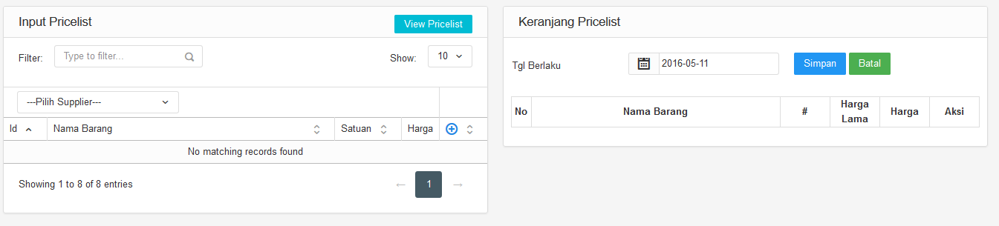 Input Pricelist
View Pricelist
Filter:
Type to filter...
Show:
10
---Pilih Supplier---
Id
Nama Barang
Satuan
Harga
No matching records found
Showing 1 to 8 of 8 entries
← 1 →
Keranjang Pricelist
Tgl Berlaku
2016-05-11
Simpan
Batal
No
Nama Barang
#
Harga
Lama
Harga
Aksi